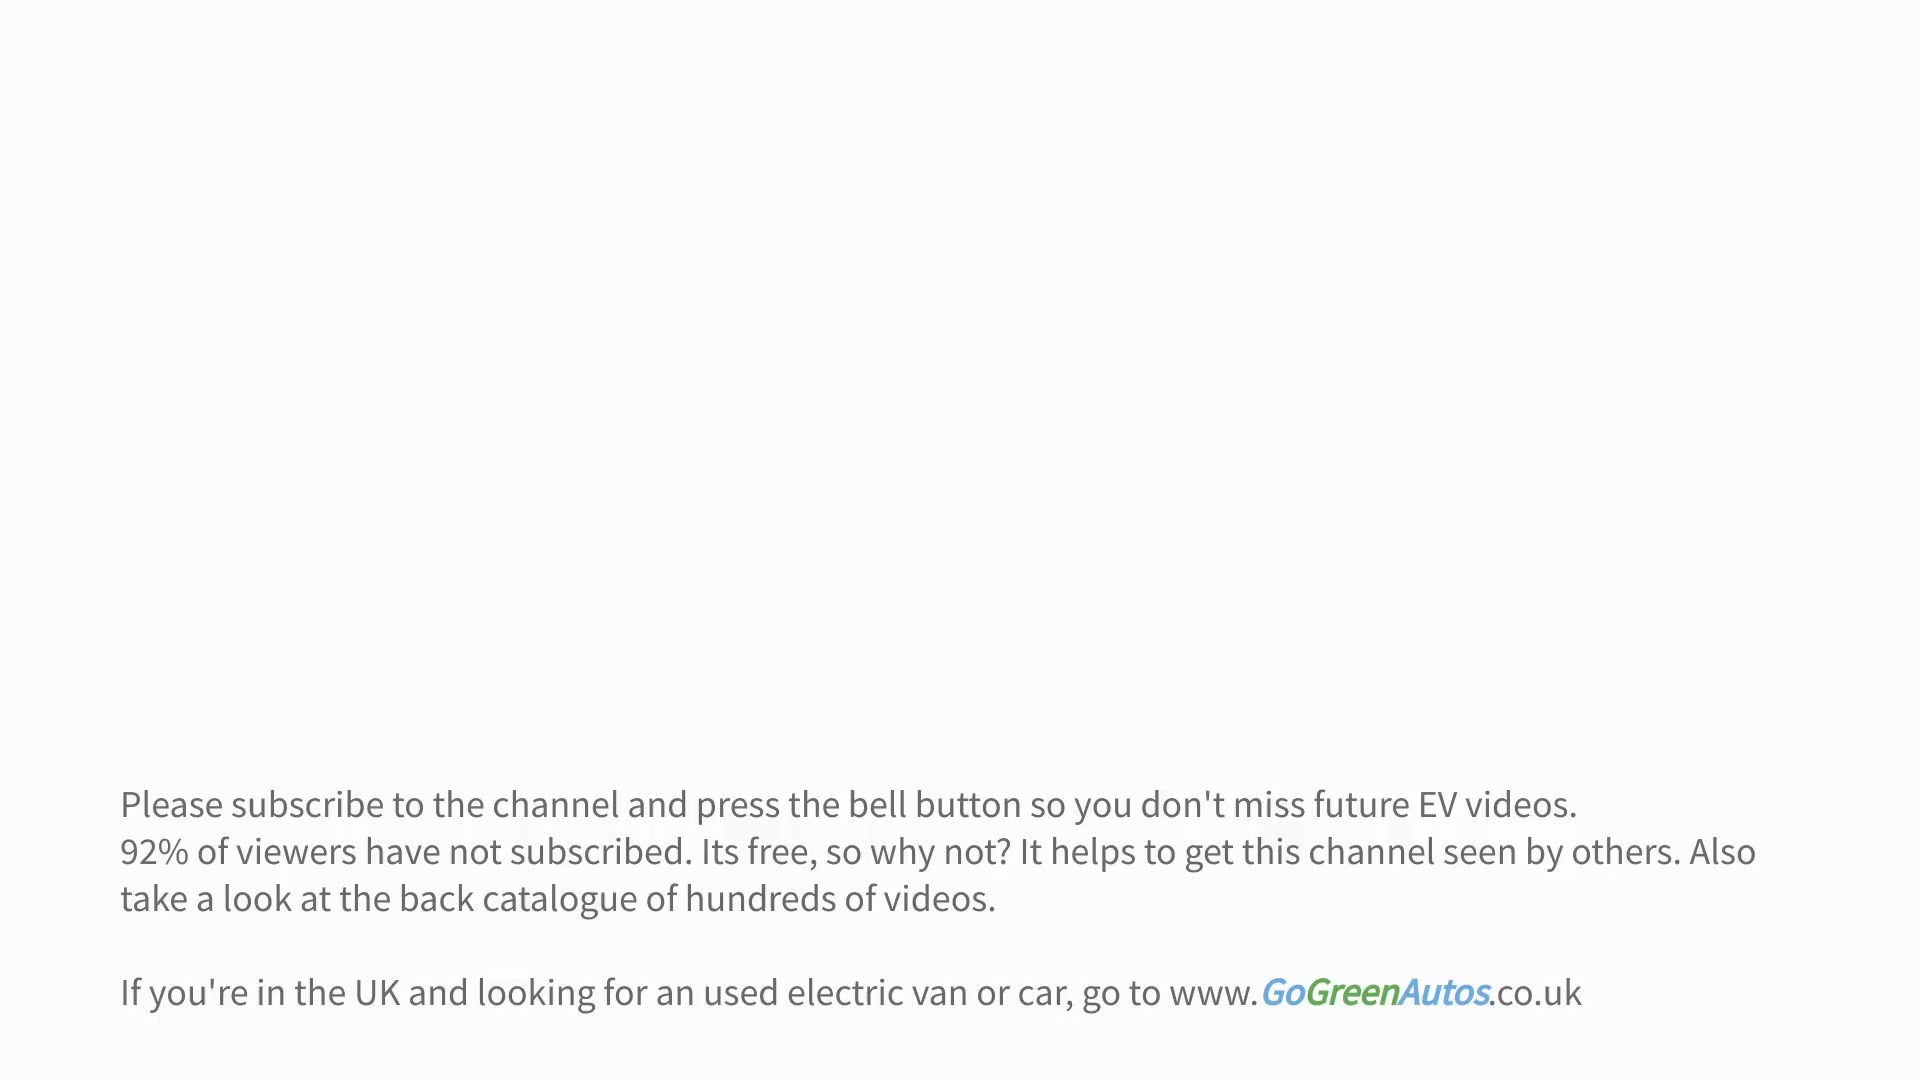 Please subscribe to the channel and press the bell button so you don't miss future EV videos.
92% of viewers have not subscribed. Its free, so why not? It helps to get this channel seen by others. Also
take a look at the back catalogue of hundreds of videos.
If you're in the UK and looking for an used electric van or car, go to www.GoGreenAutos.co.uk